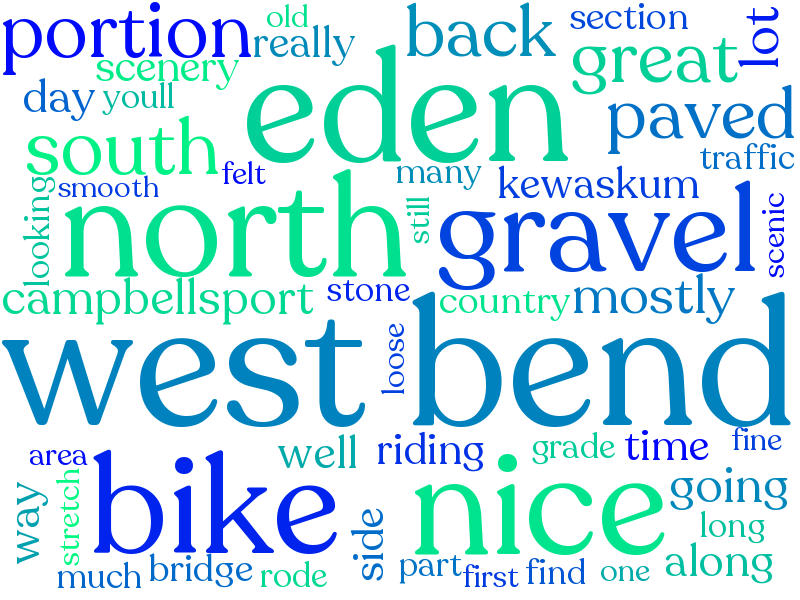 portion
old
really
back
section
lot
scenery
great
day
youll
eden
paved
south
felt
many
traffic
looking
smooth
north
still
kewaskum
gravel
scenic
campbellsport
stone
country
mostly
west bend
loose
area
well
riding
grade
time
fine
way
stretch
bike
side
nice
going
long
much
bridge
rode
part
first
find
one
along